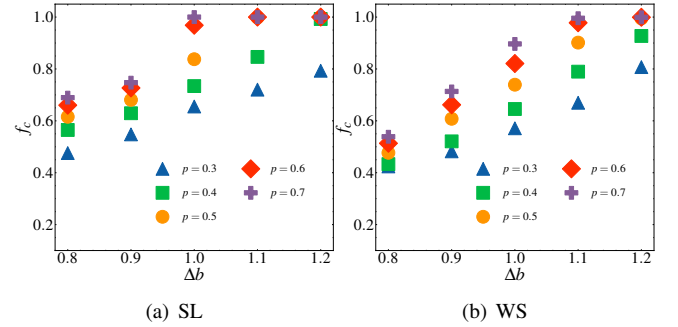 1.0
0.8
0.6
0.4
0.2
f_c
p = 0.3
p = 0.4
p = 0.5
p = 0.6
p = 0.7
0.8 0.9 1.0 1.1 1.2
Δb
(a) SL
1.0
0.8
0.6
0.4
0.2
f_c
p = 0.3
p = 0.4
p = 0.5
p = 0.6
p = 0.7
0.8 0.9 1.0 1.1 1.2
Δb
(b) WS